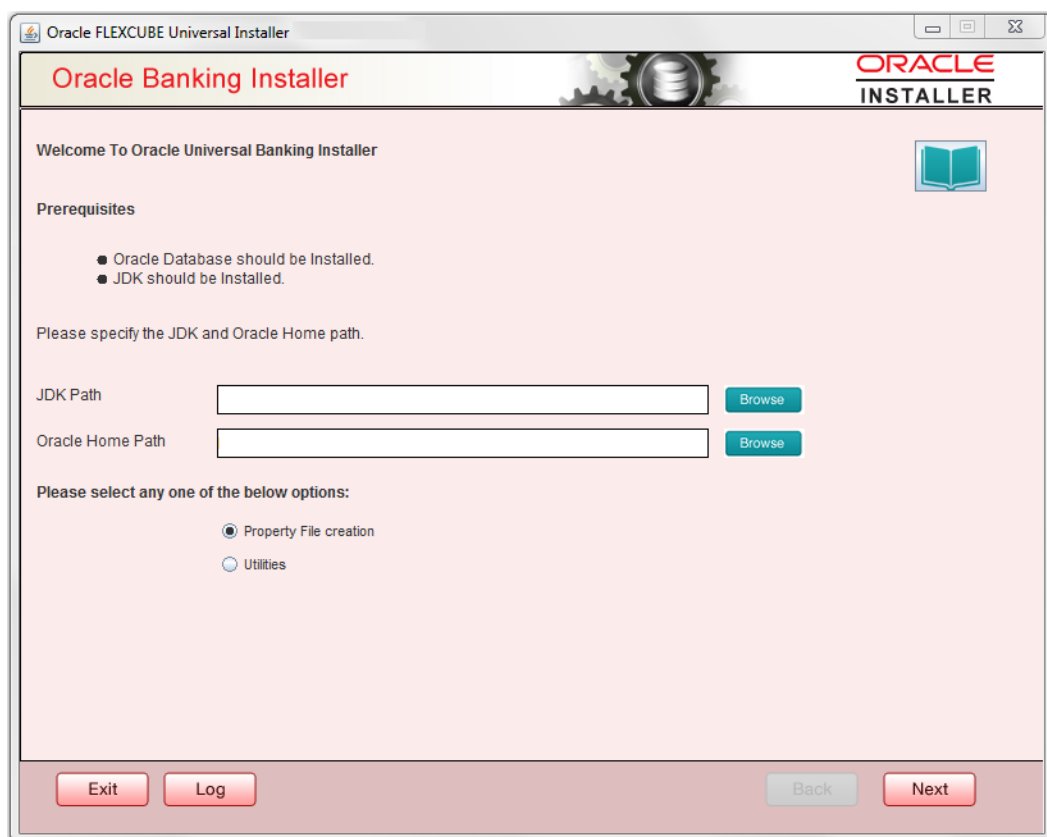 Oracle FLEXCUBE Universal Installer
Oracle Banking Installer
ORACLE
INSTALLER
Welcome To Oracle Universal Banking Installer
Prerequisites
Oracle Database should be Installed.
JDK should be Installed.
Please specify the JDK and Oracle Home path.
JDK Path
Browse
Oracle Home Path
Browse
Please select any one of the below options:
Property File creation
Utilities
Exit
Log
Back
Next